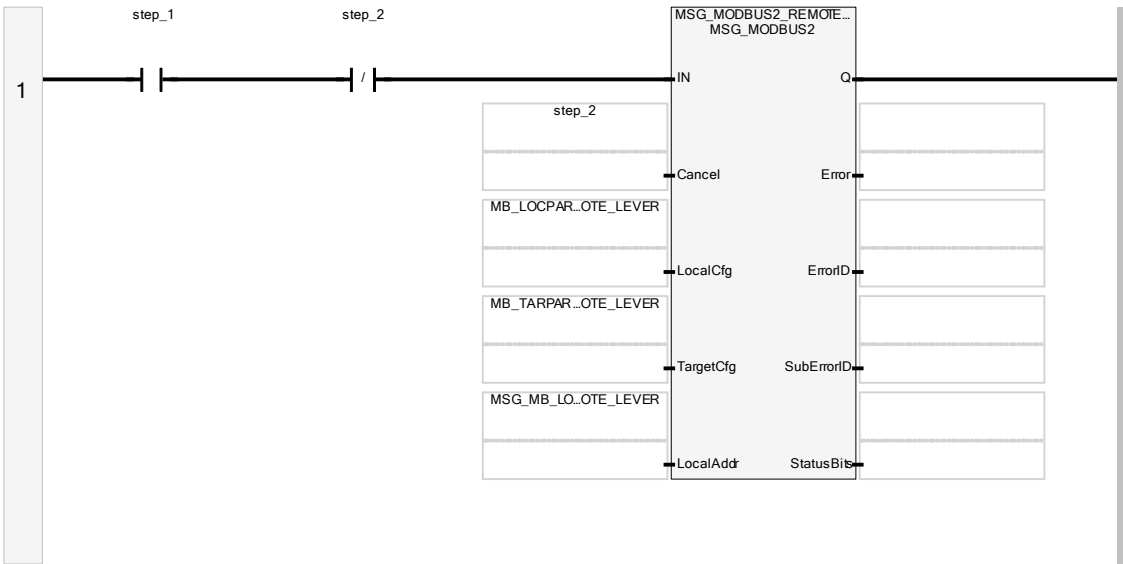 step_1
step_2
MSG_MODBUS2_REMOTE...
MSG_MODBUS2
1
/
IN
Q
step_2
Cancel
Error
MB_LOCPAR...OTE_LEVER
LocalCfg
ErrorID
MB_TARPAR...OTE_LEVER
TargetCfg
SubErrorID
MSG_MB_LO...OTE_LEVER
LocalAddr
StatusBits